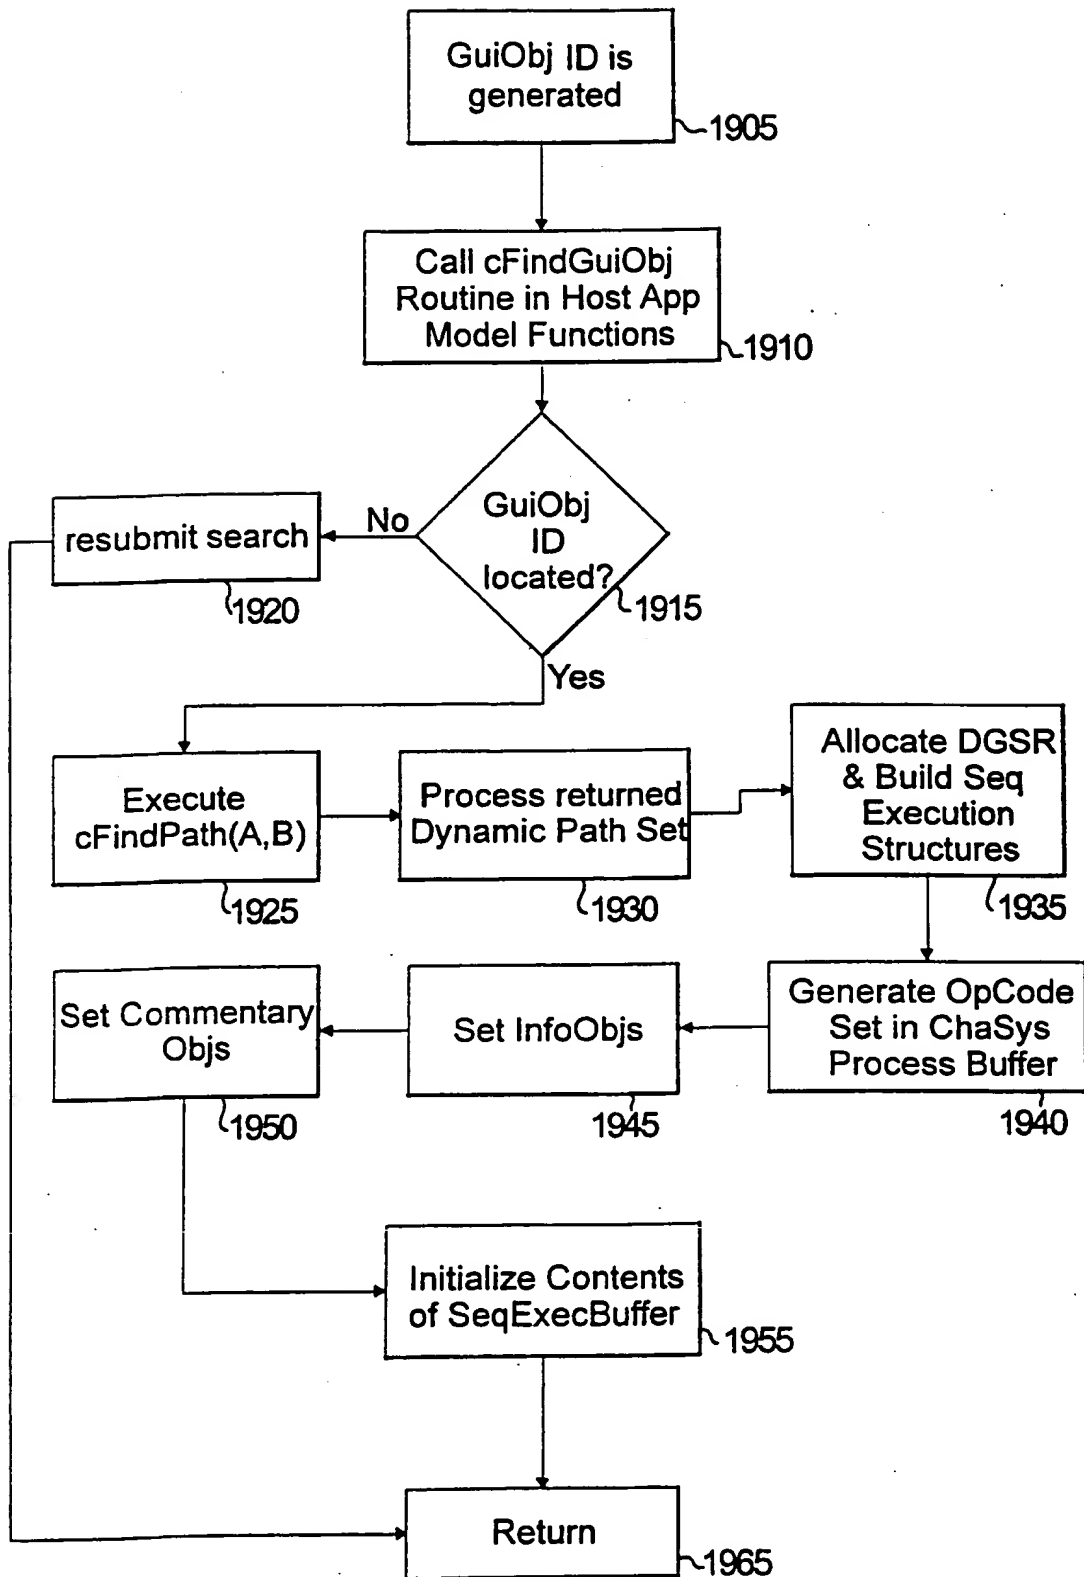 GuiObj ID is
generated
1905
Call cFindGuiObj
Routine in Host App
Model Functions
1910
GuiObj
ID
located?
1915
No
resubmit search
1920
Yes
Execute
cFindPath(A,B)
1925
Process returned
Dynamic Path Set
1930
Allocate DGSR
& Build Seq
Execution
Structures
1935
Generate OpCode
Set in ChaSys
Process Buffer
1940
Set InfoObjs
1945
Set Commentary
Objs
1950
Initialize Contents
of SeqExecBuffer
1955
Return
1965